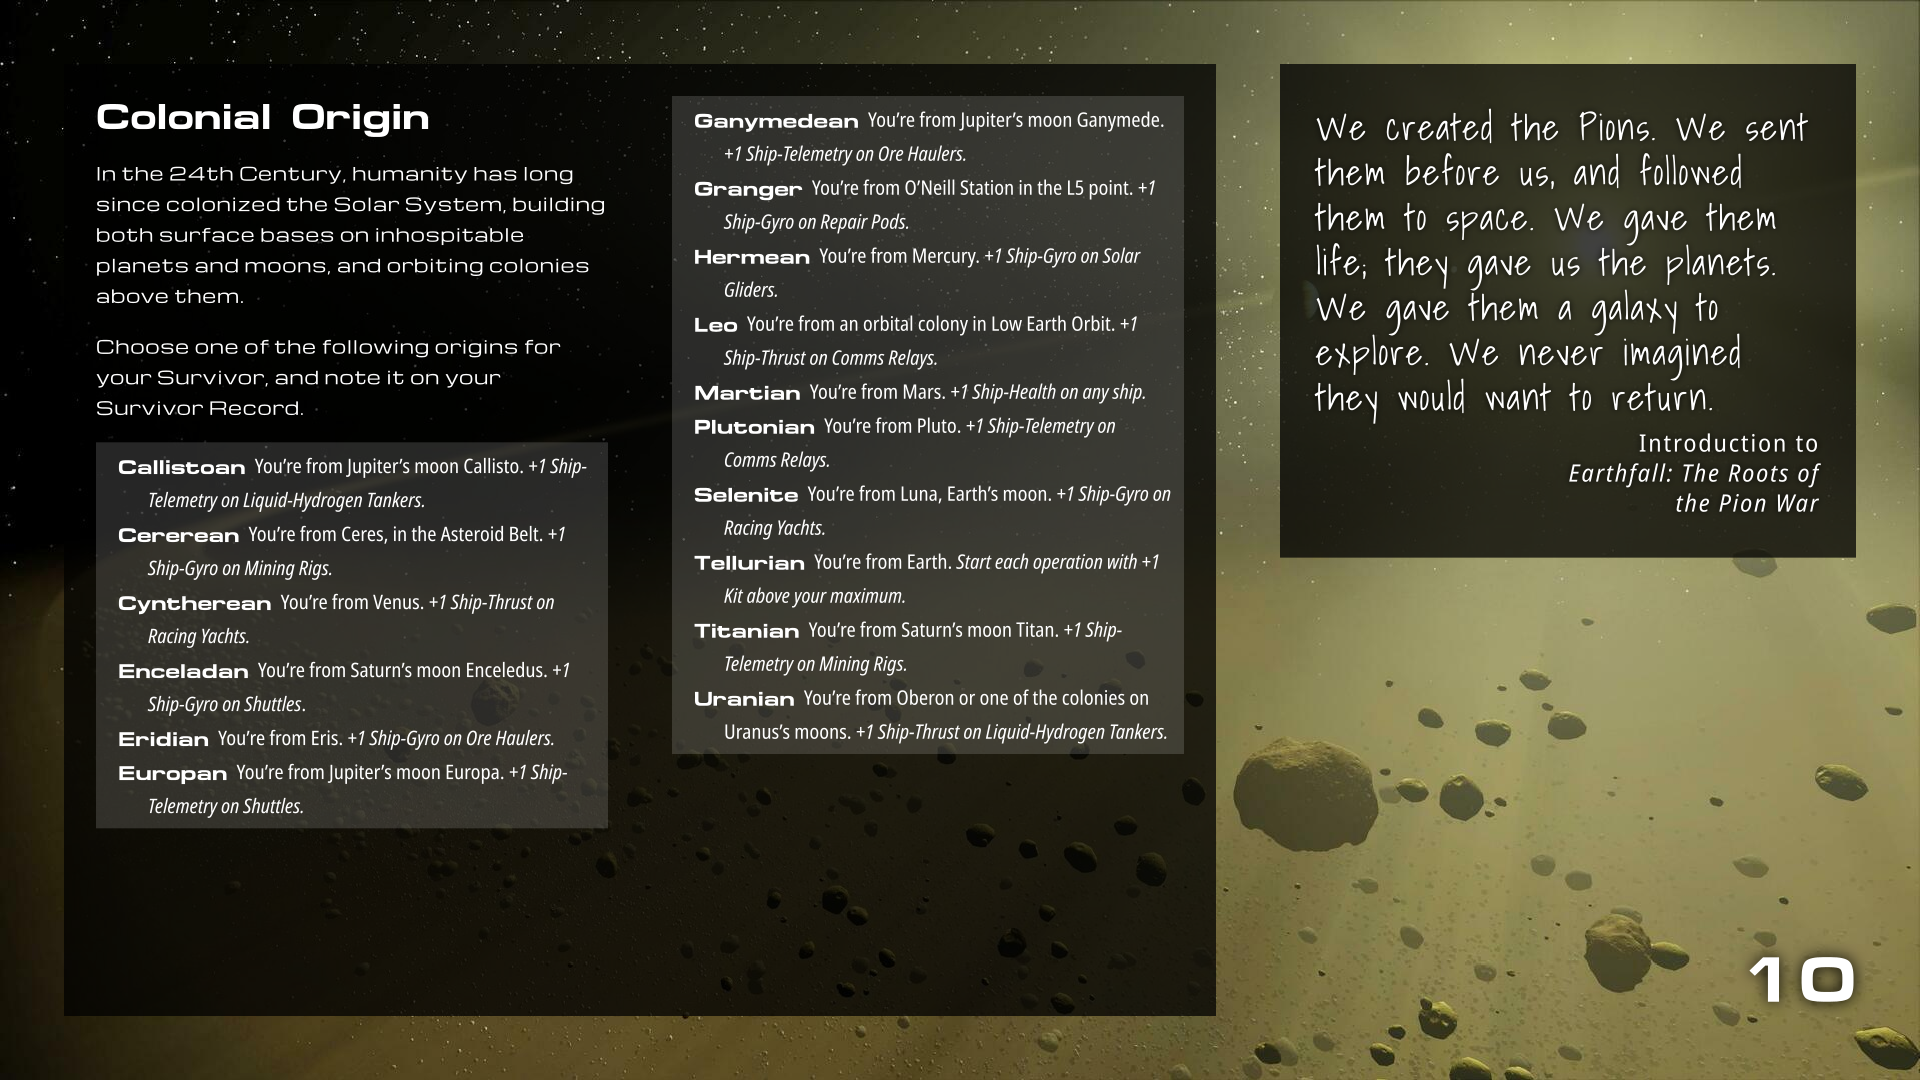 Colonial Origin
In the 24th Century, humanity has long
since colonized the Solar System, building
both surface bases on inhospitable
planets and moons, and orbiting colonies
above them.
Choose one of the following origins for
your Survivor, and note it on your
Survivor Record.
Callistoan You’re from Jupiter’s moon Callisto. +1 Ship-
Telemetry on Liquid-Hydrogen Tankers.
Cererean You’re from Ceres, in the Asteroid Belt. +1
Ship-Gyro on Mining Rigs.
Cyntherean You’re from Venus. +1 Ship-Thrust on
Racing Yachts.
Enceladan You’re from Saturn’s moon Enceledus. +1
Ship-Gyro on Shuttles.
Eridian You’re from Eris. +1 Ship-Gyro on Ore Haulers.
Europan You’re from Jupiter’s moon Europa. +1 Ship-
Telemetry on Shuttles.
Ganymedean You’re from Jupiter’s moon Ganymede.
+1 Ship-Telemetry on Ore Haulers.
Granger You’re from O’Neill Station in the L5 point. +1
Ship-Gyro on Repair Pods.
Hermean You’re from Mercury. +1 Ship-Gyro on Solar
Gliders.
Leo You’re from an orbital colony in Low Earth Orbit. +1
Ship-Thrust on Comms Relays.
Martian You’re from Mars. +1 Ship-Health on any ship.
Plutonian You’re from Pluto. +1 Ship-Telemetry on
Comms Relays.
Selenite You’re from Luna, Earth’s moon. +1 Ship-Gyro on
Racing Yachts.
Tellurian You’re from Earth. Start each operation with +1
Kit above your maximum.
Titanian You’re from Saturn’s moon Titan. +1 Ship-
Telemetry on Mining Rigs.
Uranian You’re from Oberon or one of the colonies on
Uranus’s moons. +1 Ship-Thrust on Liquid-Hydrogen Tankers.
We created the Pions. We sent
them before us, and followed
them to space. We gave them
life; they gave us the planets.
We gave them a galaxy to
explore. We never imagined
they would want to return.
Introduction to
Earthfall: The Roots of
the Pion War
10